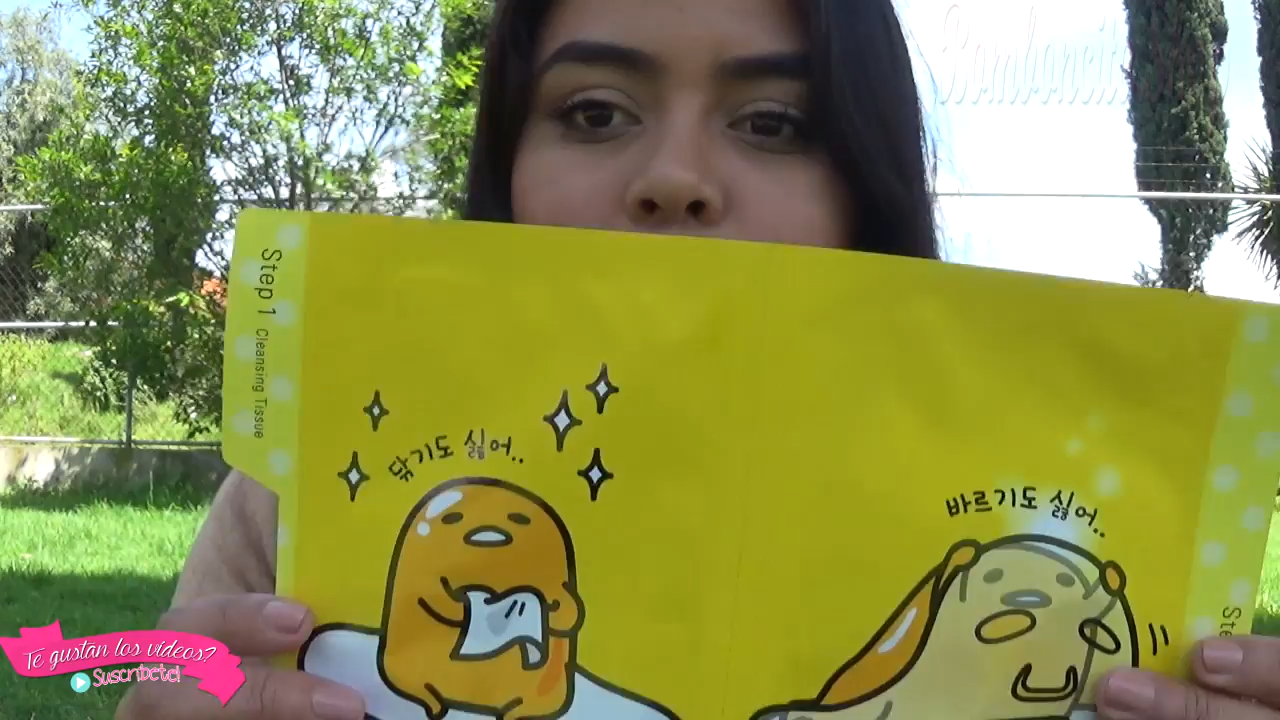 Step 1 Cleansing Tissue
닦기도 싫어..
바르기도 싫어..
Te gustan los videos?
Suscríbete!